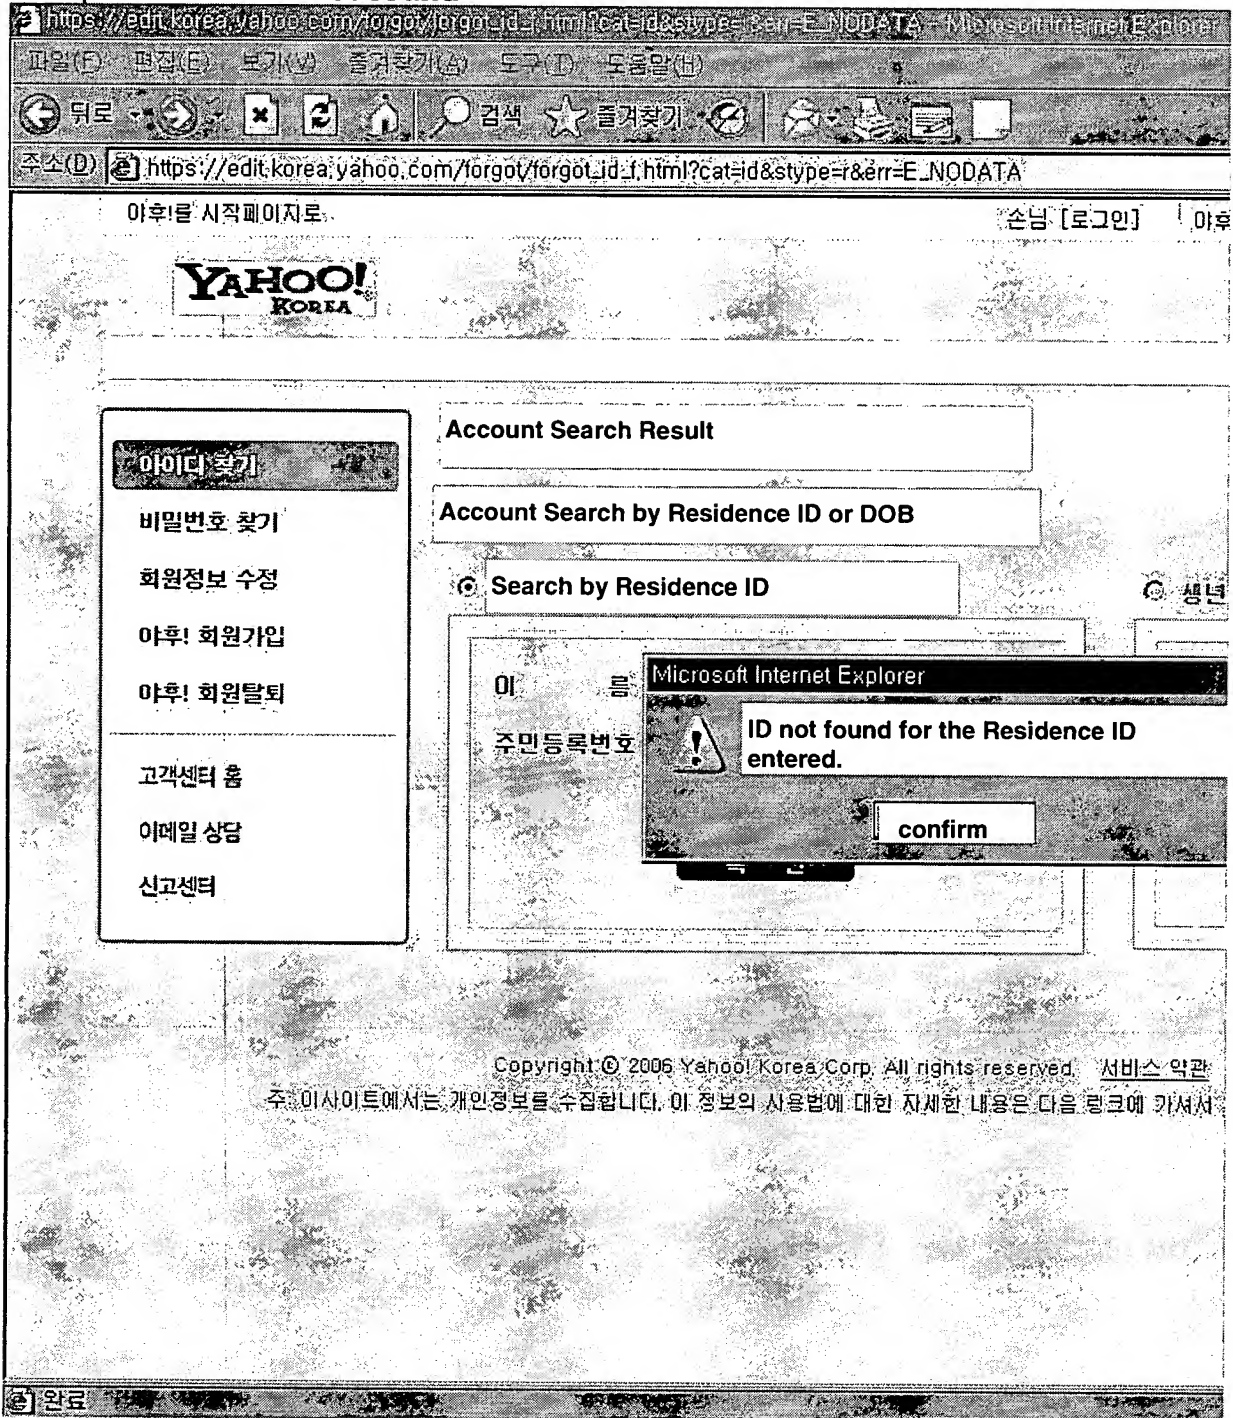 https://edit.korea.yahoo.com/forgot/forgot_id_f.html?cat=id&stype= &err=E_NODATA - Microsoft Internet Explorer
파일(F) 편집(E) 보기(V) 즐겨찾기(A) 도구(T) 도움말(H)
뒤로 검색 즐겨찾기
주소(D) https://edit.korea.yahoo.com/forgot/forgot_id_f.html?cat=id&stype=r&err=E_NODATA
야후!를 시작페이지로 손님 [로그인] 야후
YAHOO!
KOREA
Account Search Result
아이디 찾기
Account Search by Residence ID or DOB
비밀번호 찾기
회원정보 수정
Search by Residence ID 생년
야후! 회원가입
야후! 회원탈퇴
이 름
Microsoft Internet Explorer
주민등록번호
ID not found for the Residence ID
entered.
고객센터 홈
이메일 상담
confirm
신고센터
Copyright © 2006 Yahoo! Korea Corp. All rights reserved. 서비스 약관
주: 이사이트에서는 개인정보를 수집합니다. 이 정보의 사용법에 대한 자세한 내용은 다음 링크에 가셔서
완료